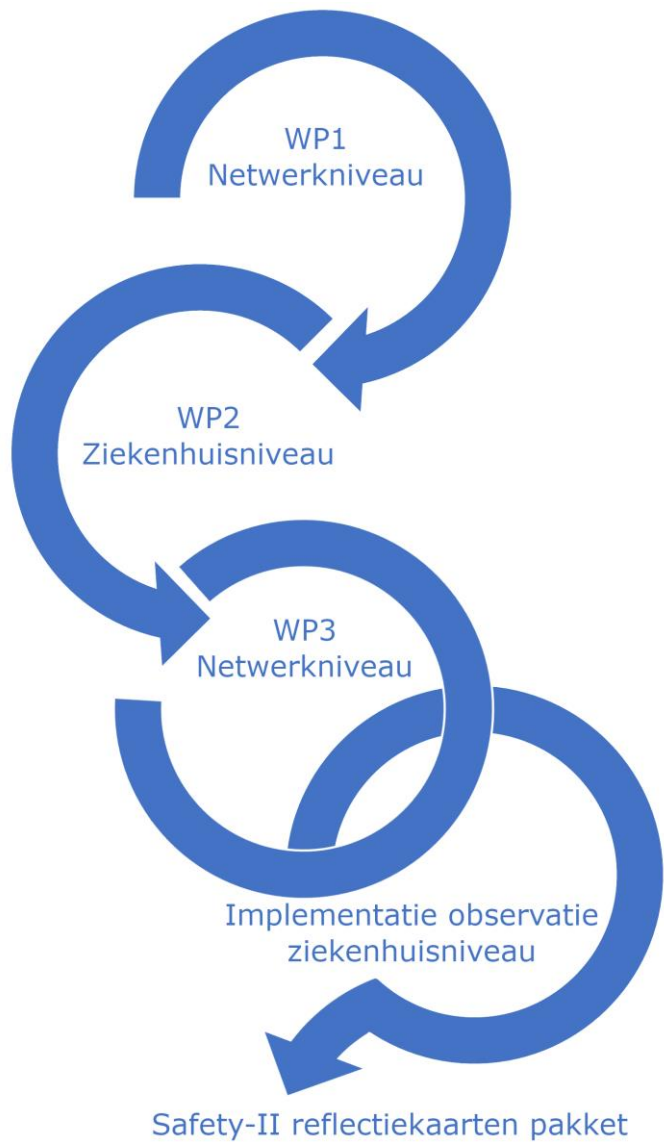 WP1
Netwerkniveau
WP2
Ziekenhuisniveau
WP3
Netwerkniveau
Implementatie observatie
ziekenhuisniveau
Safety-II reflectiekaarten pakket